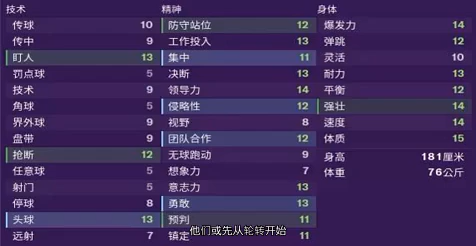 技术 精神 身体
传球 10 防守站位 12 爆发力 14
传中 9 工作投入 13 弹跳 12
盯人 13 集中 11 灵活 10
罚点球 5 决断 13 耐力 13
技术 9 领导力 14 平衡 12
角球 5 侵略性 12 强壮 14
界外球 9 视野 8 速度 14
盘带 9 团队合作 12 体质 15
抢断 12 无球跑动 9 身高 181厘米
任意球 5 想象力 7 体重 76公斤
射门 5 意志力 13
停球 8 勇敢 13
头球 13 预判 11
远射 7 镇定 11
他们或先从轮转开始